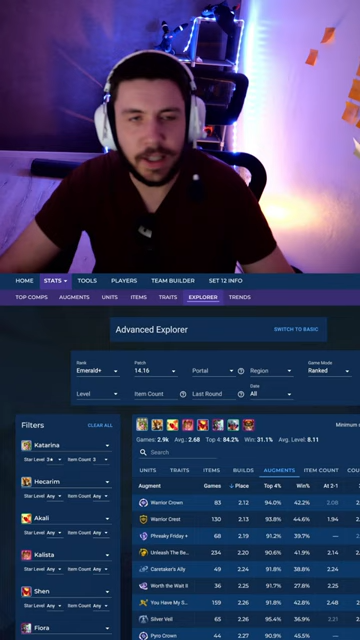 HOME STATS TOOLS PLAYERS TEAM BUILDER SET 12 INFO
TOP COMPS AUGMENTS UNITS ITEMS TRAITS EXPLORER TRENDS
Advanced Explorer SWITCH TO BASIC
Rank Patch Game Mode
Emerald+ 14.16 Portal Region Ranked
Date
Level Item Count Last Round All
Filters CLEAR ALL
Minimum
Games: 2.9k Avg.: 2.68 Top 4: 84.2% Win: 31.1% Avg. Level: 8.11
Search
UNITS TRAITS ITEMS BUILDS AUGMENTS ITEM COUNT
Augment Games Place Top 4% Win% At 2-1
Katarina
Star Level 3★ Item Count 3
Hecarim
Star Level Any Item Count Any
Akali
Star Level Any Item Count Any
Kalista
Star Level Any Item Count Any
Shen
Star Level Any Item Count Any
Fiora
Warrior Crown 83 2.12 94.0% 42.2% 2.08
Warrior Crest 130 2.13 93.8% 44.6% 1.94
Phreaky Friday + 68 2.19 91.2% 39.7% —
Unleash The Be... 234 2.20 90.6% 41.9% 2.14
Caretaker's Ally 49 2.24 91.8% 38.8% 2.24
Worth the Wait II 36 2.25 91.7% 27.8% 2.25
You Have My S... 159 2.26 91.8% 42.8% 2.48
Silver Veil 65 2.26 95.4% 36.9%
Pyro Crown 44 2.27 90.9% 45.5%